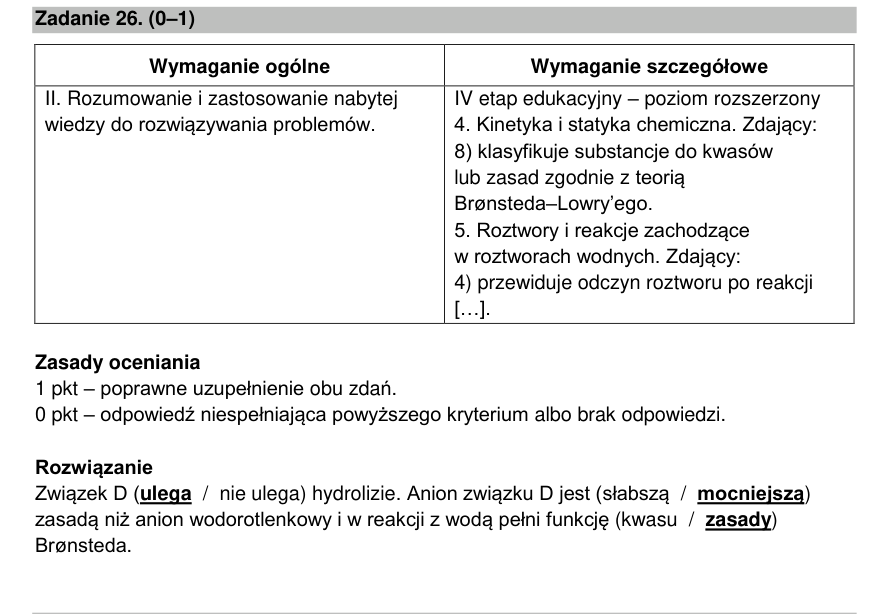 Zadanie 26. (0–1)
Wymaganie ogólne
Wymaganie szczegółowe
II. Rozumowanie i zastosowanie nabytej
wiedzy do rozwiązywania problemów.
IV etap edukacyjny – poziom rozszerzony
4. Kinetyka i statyka chemiczna. Zdający:
8) klasyfikuje substancje do kwasów
lub zasad zgodnie z teorią
Brønsteda–Lowry’ego.
5. Roztwory i reakcje zachodzące
w roztworach wodnych. Zdający:
4) przewiduje odczyn roztworu po reakcji
[…].
Zasady oceniania
1 pkt – poprawne uzupełnienie obu zdań.
0 pkt – odpowiedź niespełniająca powyższego kryterium albo brak odpowiedzi.
Rozwiązanie
Związek D (ulega / nie ulega) hydrolizie. Anion związku D jest (słabszą / mocniejszą)
zasadą niż anion wodorotlenkowy i w reakcji z wodą pełni funkcję (kwasu / zasady)
Brønsteda.